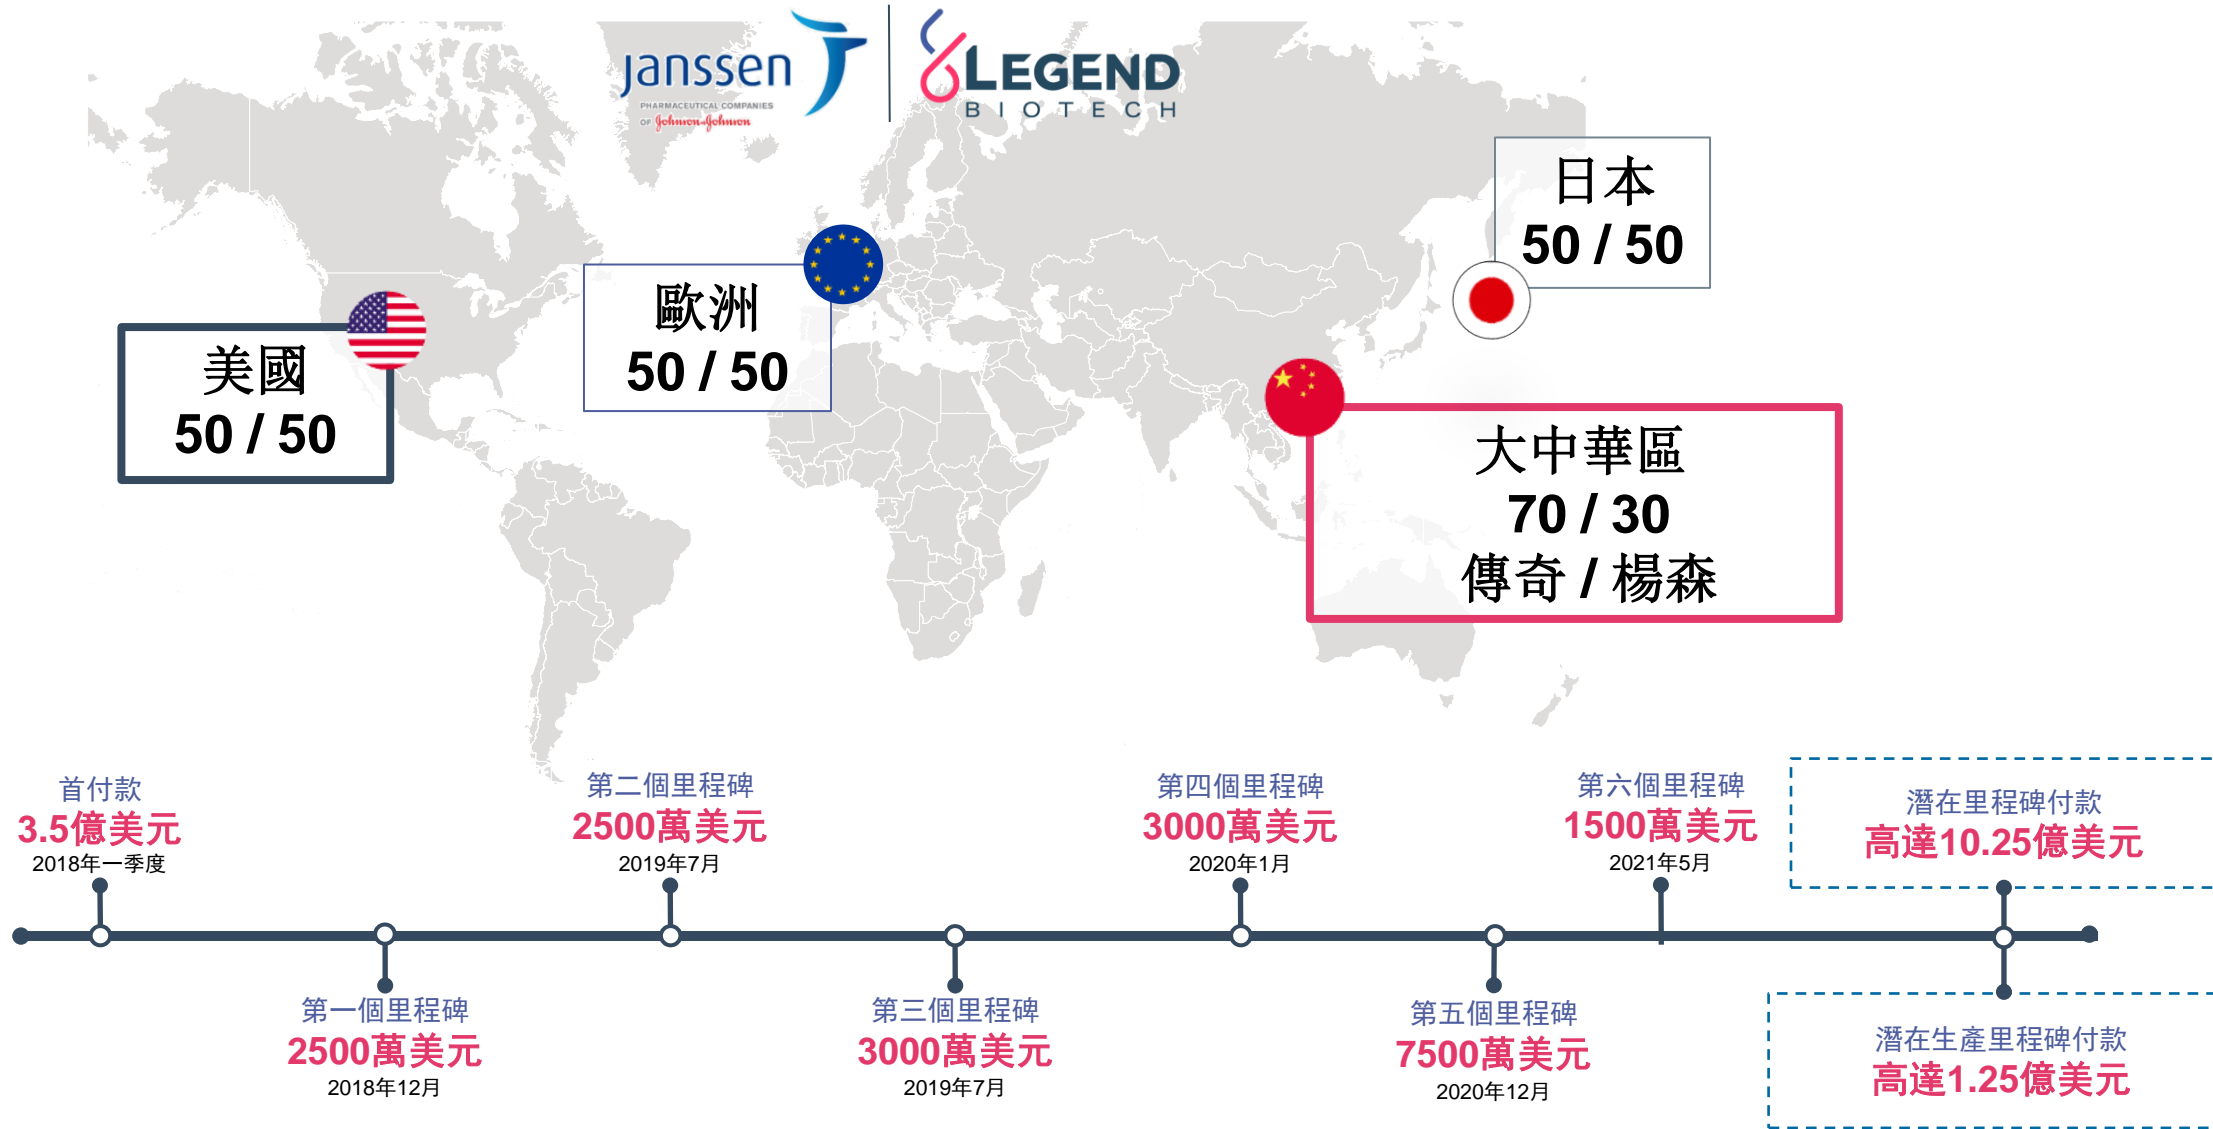 janssen
PHARMACEUTICAL COMPANIES
OF Johnson & Johnson
LEGEND
BIOTECH
日本
50 / 50
歐洲
50 / 50
美國
50 / 50
大中華區
70 / 30
傳奇 / 楊森
首付款
3.5億美元
2018年一季度
第一個里程碑
2500萬美元
2018年12月
第二個里程碑
2500萬美元
2019年7月
第三個里程碑
3000萬美元
2019年7月
第四個里程碑
3000萬美元
2020年1月
第五個里程碑
7500萬美元
2020年12月
第六個里程碑
1500萬美元
2021年5月
潛在里程碑付款
高達10.25億美元
潛在生產里程碑付款
高達1.25億美元